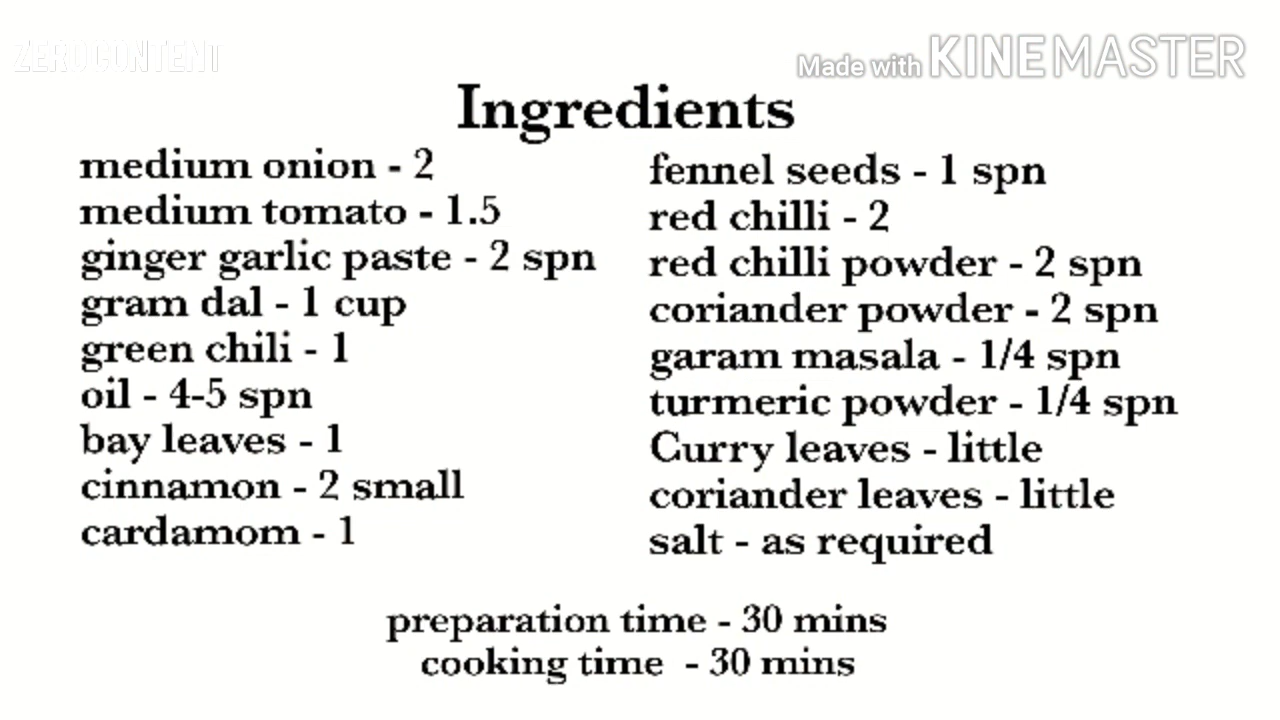 ZEROCONTENT
Made with KINEMASTER
Ingredients
medium onion - 2
medium tomato - 1.5
ginger garlic paste - 2 spn
gram dal - 1 cup
green chili - 1
oil - 4-5 spn
bay leaves - 1
cinnamon - 2 small
cardamom - 1
fennel seeds - 1 spn
red chilli - 2
red chilli powder - 2 spn
coriander powder - 2 spn
garam masala - 1/4 spn
turmeric powder - 1/4 spn
Curry leaves - little
coriander leaves - little
salt - as required
preparation time - 30 mins
cooking time - 30 mins